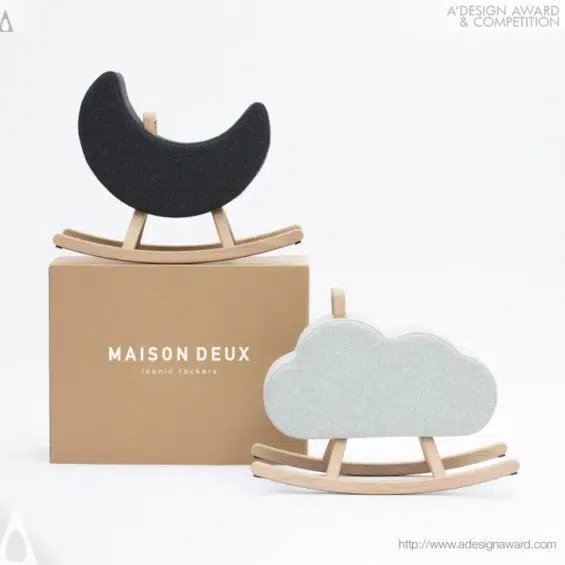 A'DESIGN AWARD
& COMPETITION
MAISON DEUX
iconic rockers
http://www.adesignaward.com